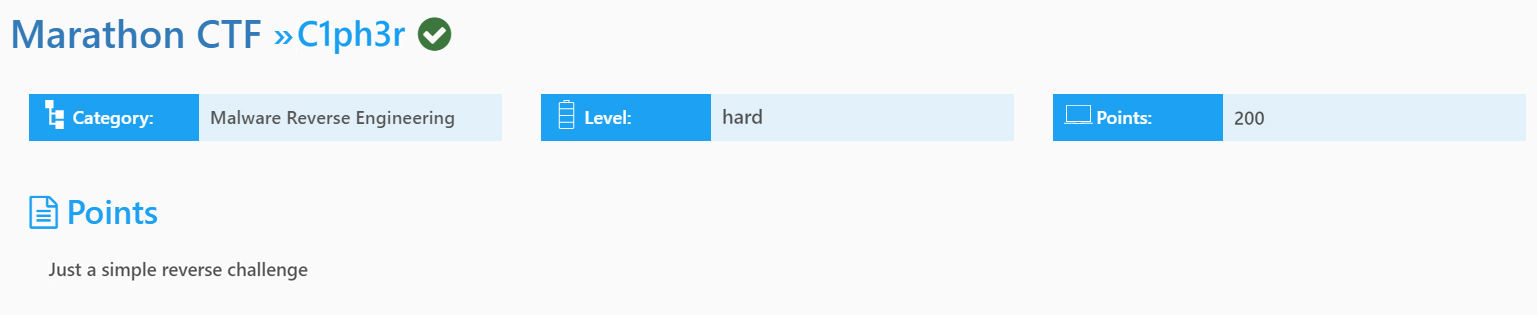 Marathon CTF »C1ph3r
Category: Malware Reverse Engineering
Level: hard
Points: 200
Points
Just a simple reverse challenge